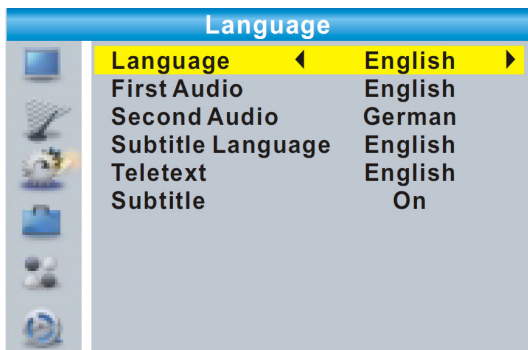 Language
Language English
First Audio English
Second Audio German
Subtitle Language English
Teletext English
Subtitle On